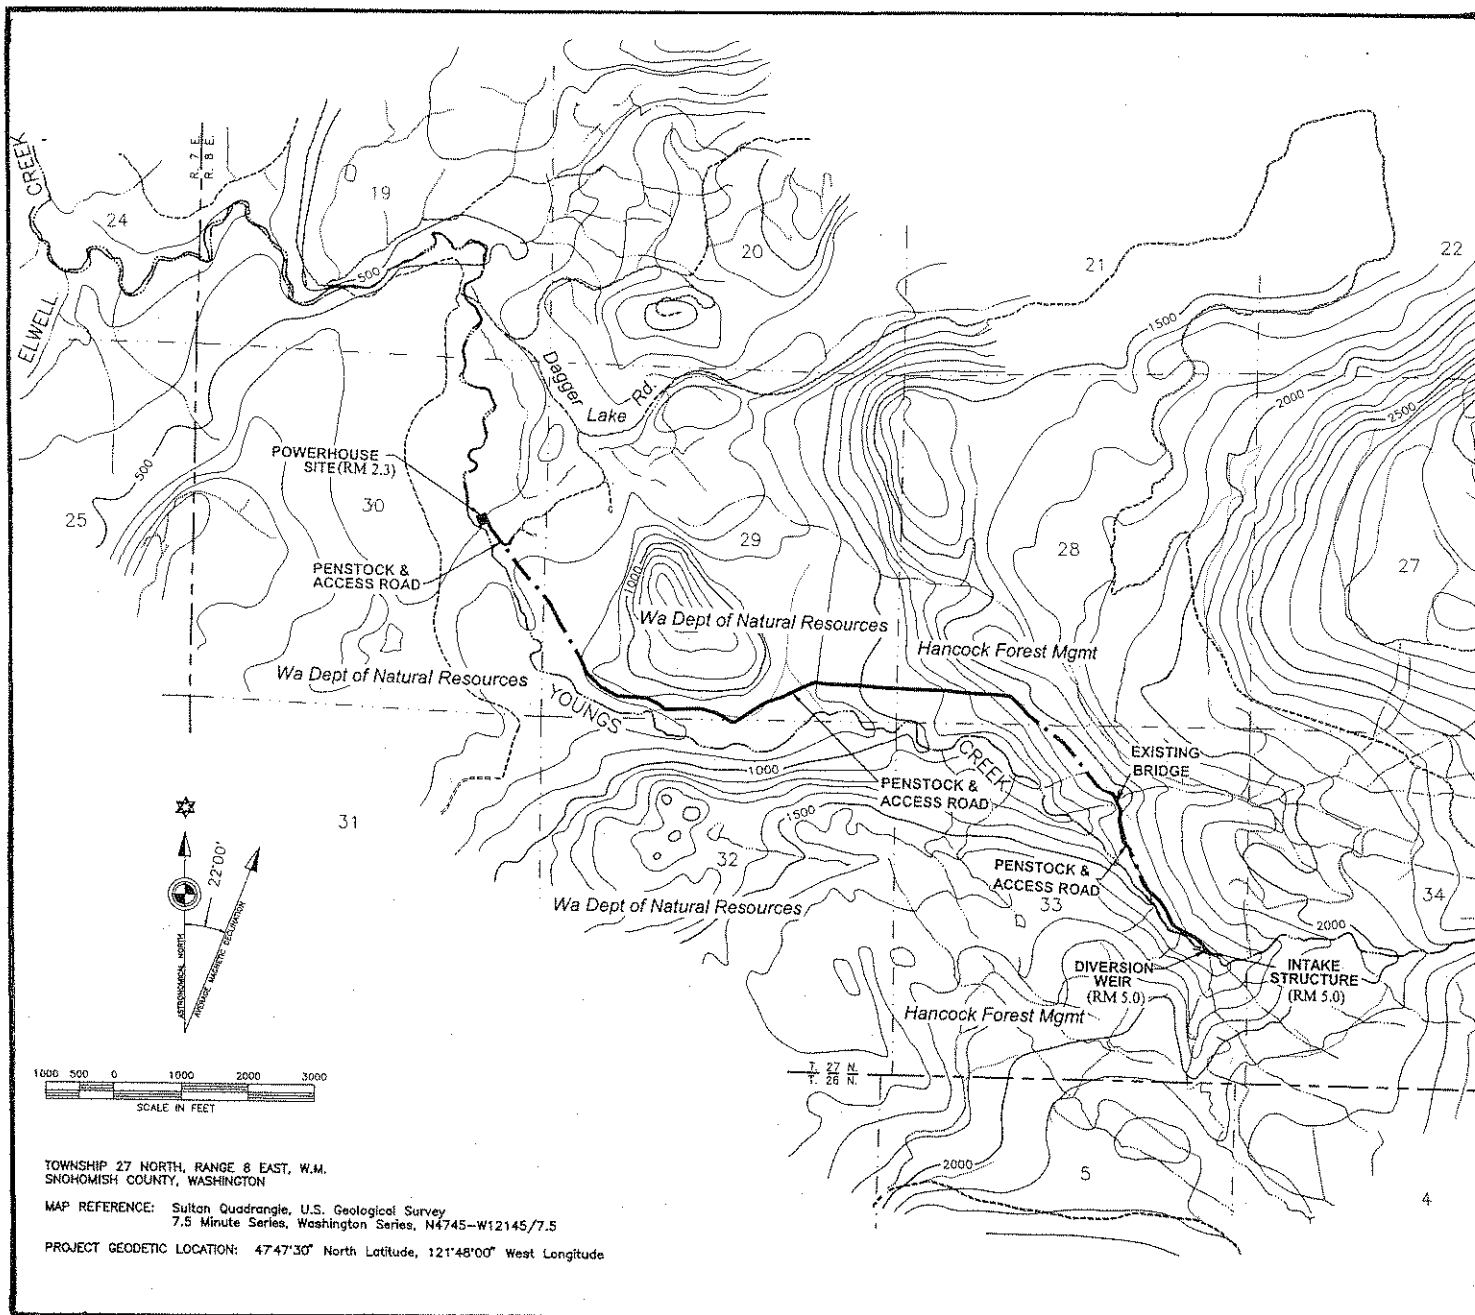 CREEK
24
R. 7 E.
R. 8 E.
19
20
21
22
ELWELL
500
1500
2000
2500
Dagger
Lake
Rd.
500
25
POWERHOUSE
SITE(RM 2.3)
30
29
28
27
PENSTOCK &
ACCESS ROAD
1000
Wa Dept of Natural Resources
Hancock Forest Mgmt
Wa Dept of Natural Resources
YOUNGS
CREEK
EXISTING
BRIDGE
1000
PENSTOCK &
ACCESS ROAD
1500
31
32
PENSTOCK &
ACCESS ROAD
33
34
Wa Dept of Natural Resources
2000
DIVERSION
WEIR
(RM 5.0)
INTAKE
STRUCTURE
(RM 5.0)
Hancock Forest Mgmt
T. 27 N.
T. 26 N.
2000
5
4
22°00'
ASTRONOMICAL NORTH
AVERAGE MAGNETIC DECLINATION
1000 500 0 1000 2000 3000
SCALE IN FEET
TOWNSHIP 27 NORTH, RANGE 8 EAST, W.M.
SNOHOMISH COUNTY, WASHINGTON
MAP REFERENCE: Sultan Quadrangle, U.S. Geological Survey
7.5 Minute Series, Washington Series, N4745-W12145/7.5
PROJECT GEODETIC LOCATION: 47°47'30" North Latitude, 121°48'00" West Longitude